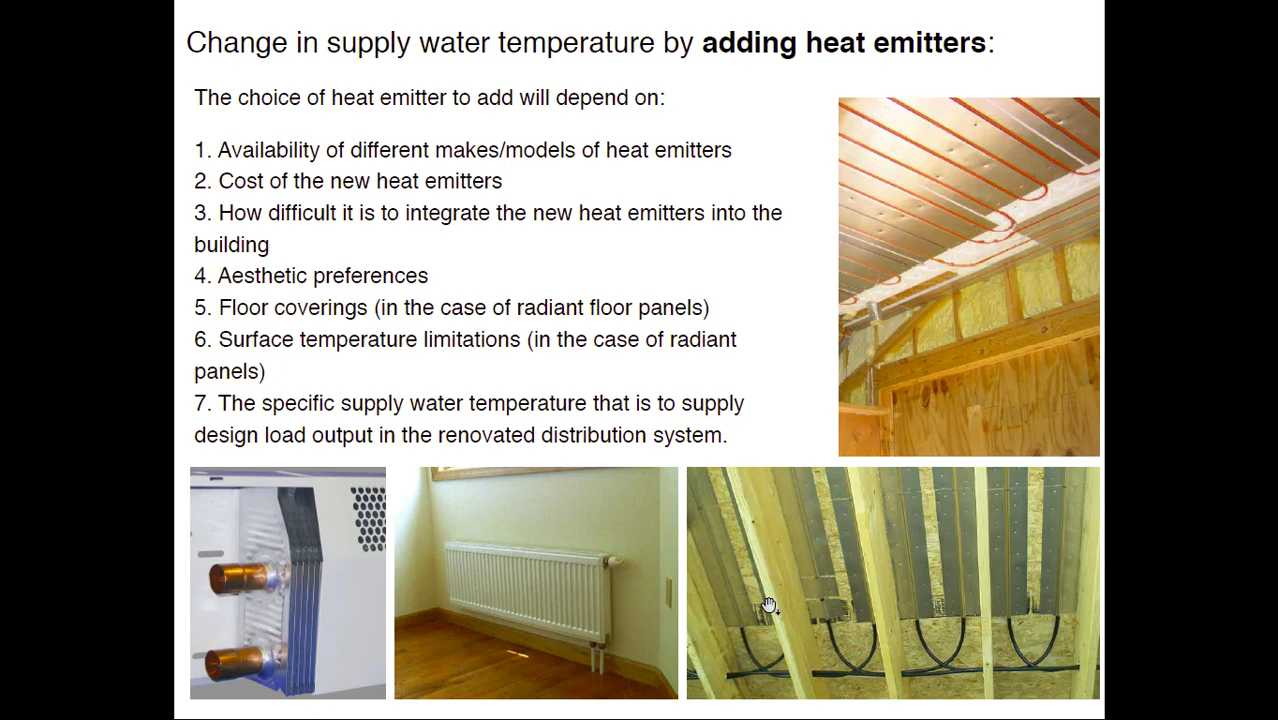 Change in supply water temperature by adding heat emitters:
The choice of heat emitter to add will depend on:
1. Availability of different makes/models of heat emitters
2. Cost of the new heat emitters
3. How difficult it is to integrate the new heat emitters into the
building
4. Aesthetic preferences
5. Floor coverings (in the case of radiant floor panels)
6. Surface temperature limitations (in the case of radiant
panels)
7. The specific supply water temperature that is to supply
design load output in the renovated distribution system.